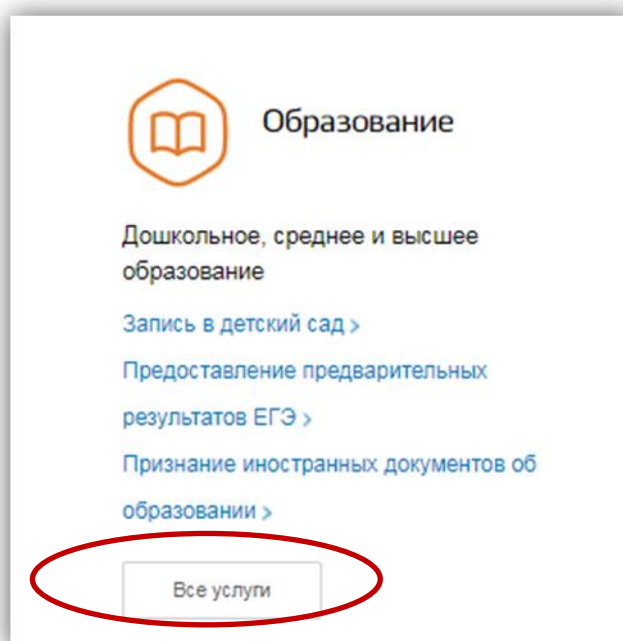 Образование
Дошкольное, среднее и высшее
образование
Запись в детский сад >
Предоставление предварительных
результатов ЕГЭ >
Признание иностранных документов об
образовании >
Все услуги